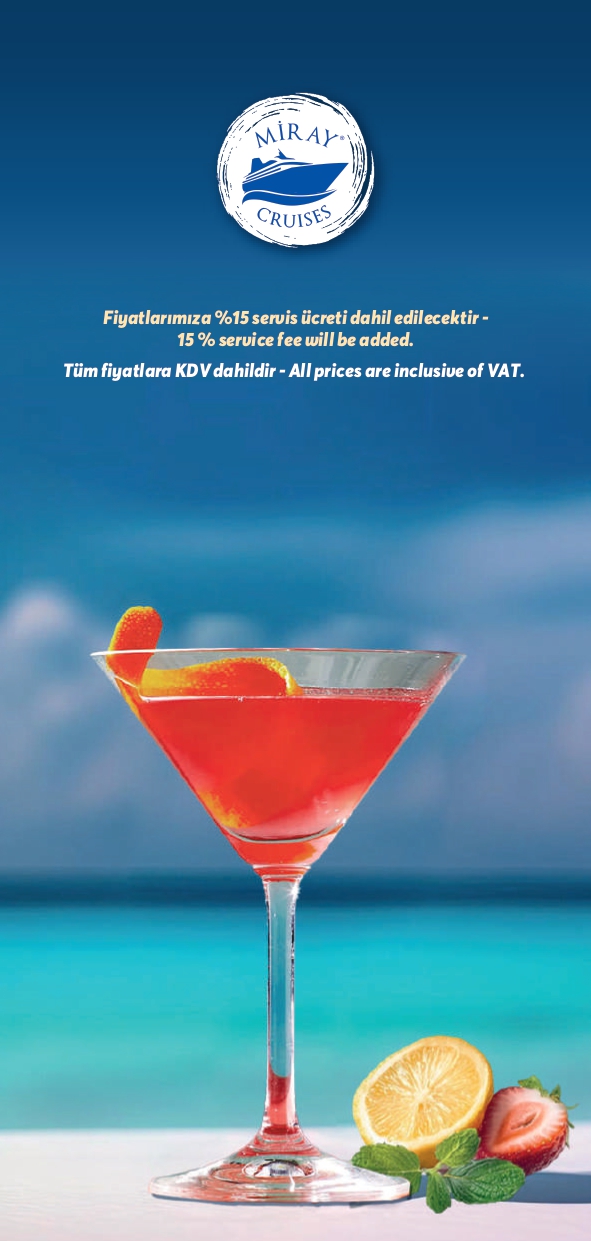 MİRAY®
CRUISES
Fiyatlarımıza %15 servis ücreti dahil edilecektir -
15 % service fee will be added.
Tüm fiyatlara KDV dahildir - All prices are inclusive of VAT.